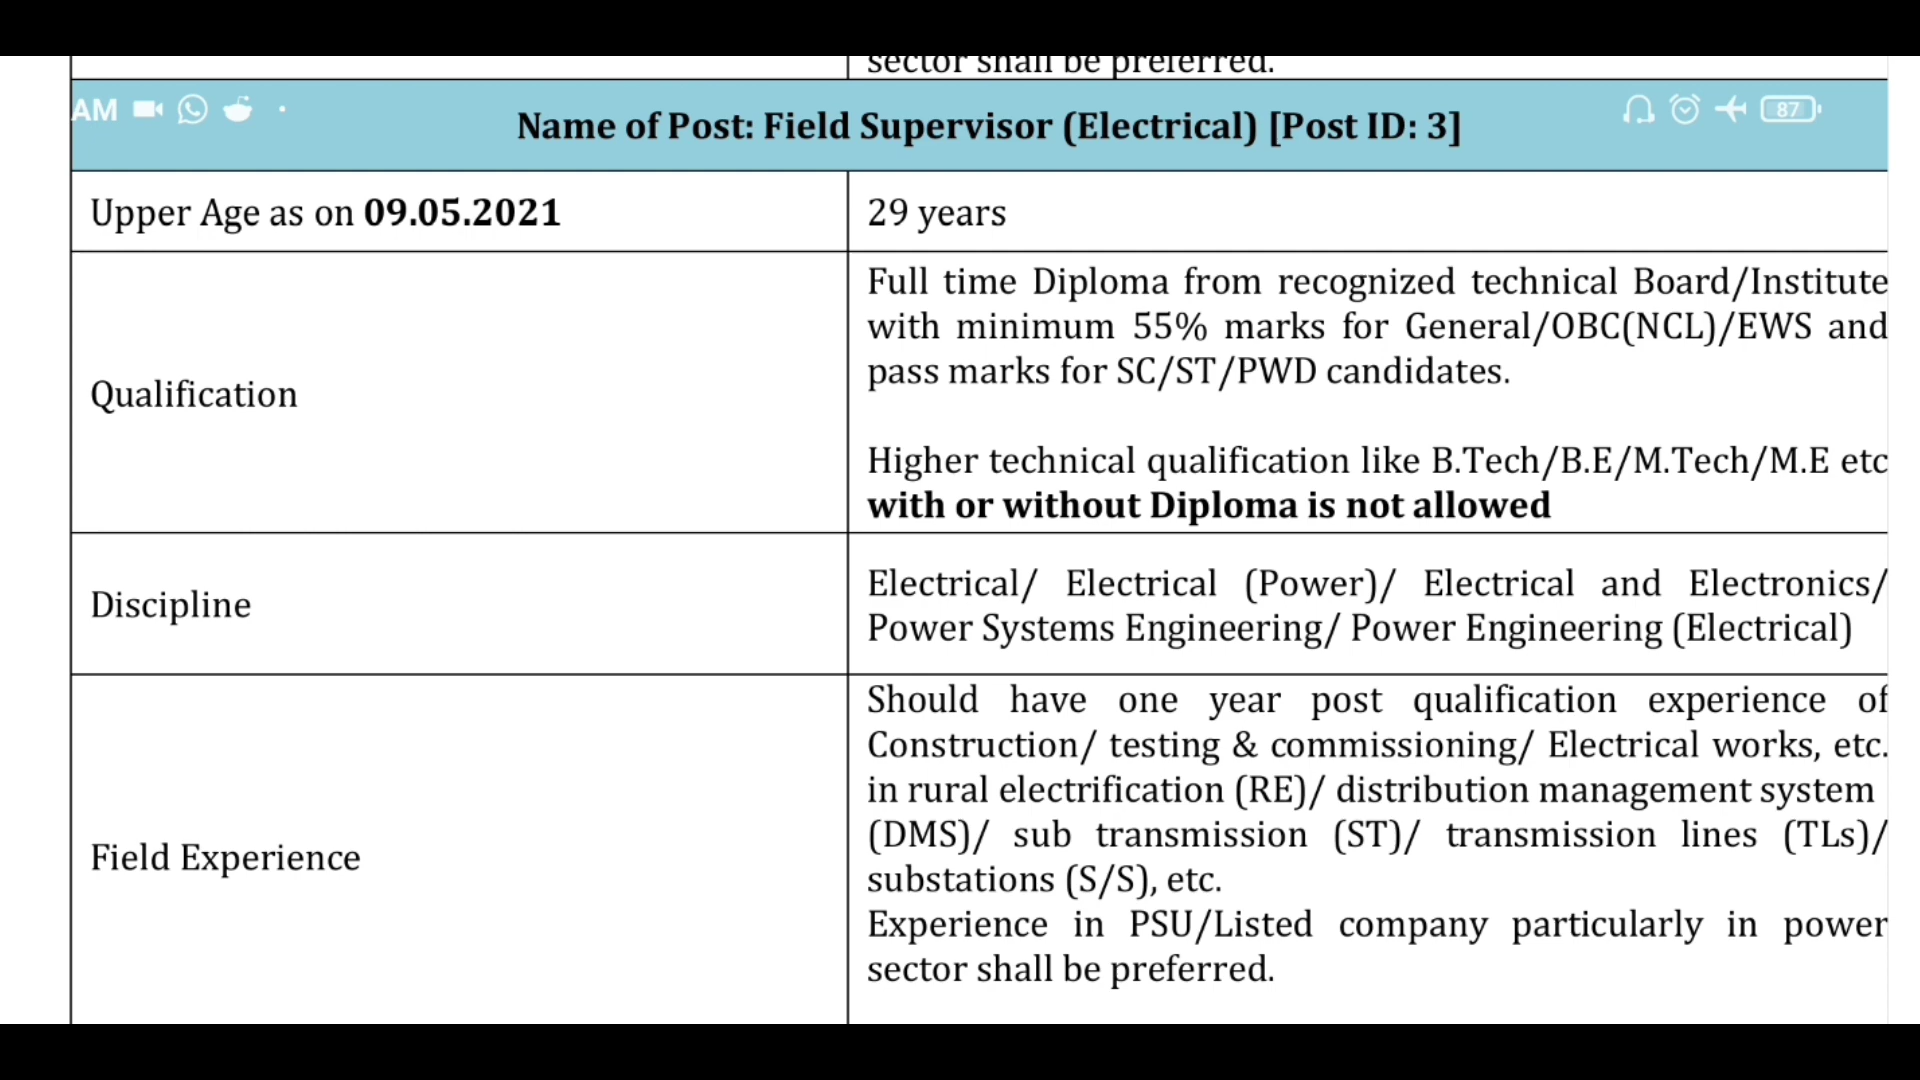 sector shall be preferred.
AM
87
Name of Post: Field Supervisor (Electrical) [Post ID: 3]
Upper Age as on 09.05.2021
29 years
Qualification
Full time Diploma from recognized technical Board/Institute
with minimum 55% marks for General/OBC(NCL)/EWS and
pass marks for SC/ST/PWD candidates.
Higher technical qualification like B.Tech/B.E/M.Tech/M.E etc
with or without Diploma is not allowed
Discipline
Electrical/ Electrical (Power)/ Electrical and Electronics/
Power Systems Engineering/ Power Engineering (Electrical)
Field Experience
Should have one year post qualification experience of
Construction/ testing & commissioning/ Electrical works, etc.
in rural electrification (RE)/ distribution management system
(DMS)/ sub transmission (ST)/ transmission lines (TLs)/
substations (S/S), etc.
Experience in PSU/Listed company particularly in power
sector shall be preferred.